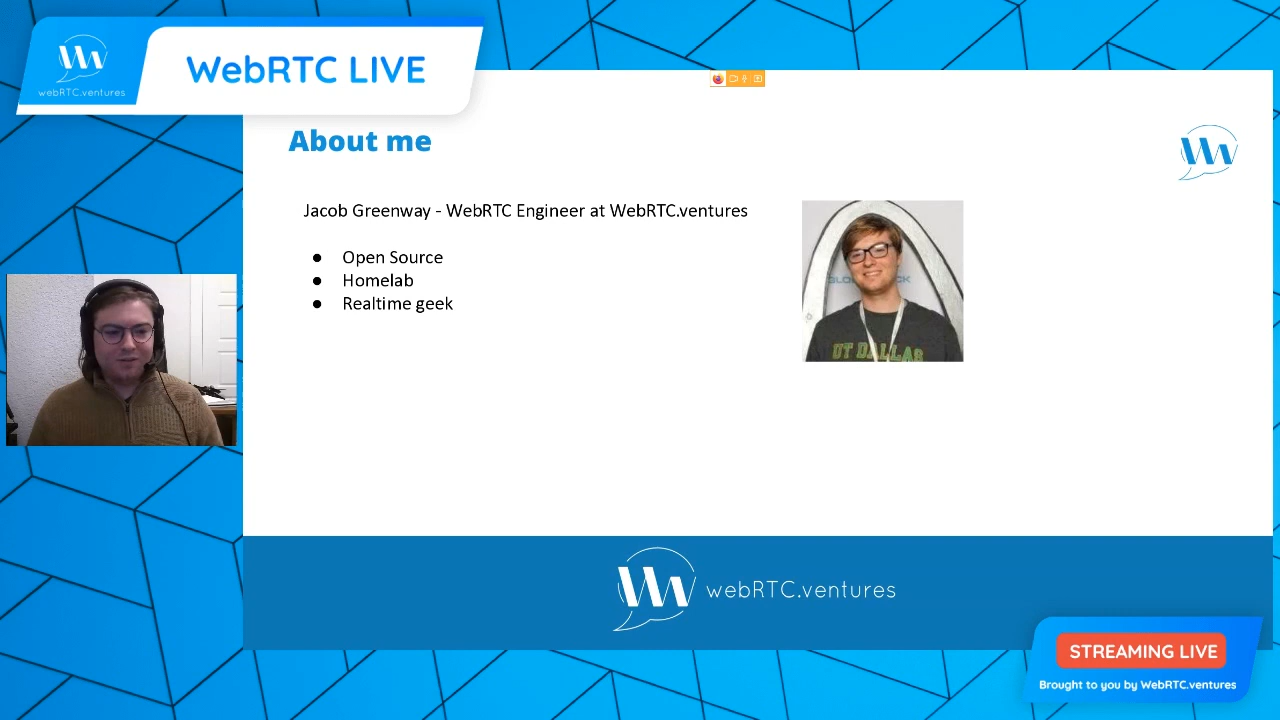 WebRTC LIVE
webRTC.ventures
About me
Jacob Greenway - WebRTC Engineer at WebRTC.ventures
● Open Source
● Homelab
● Realtime geek
UT DALLAS
webRTC.ventures
STREAMING LIVE
Brought to you by WebRTC.ventures